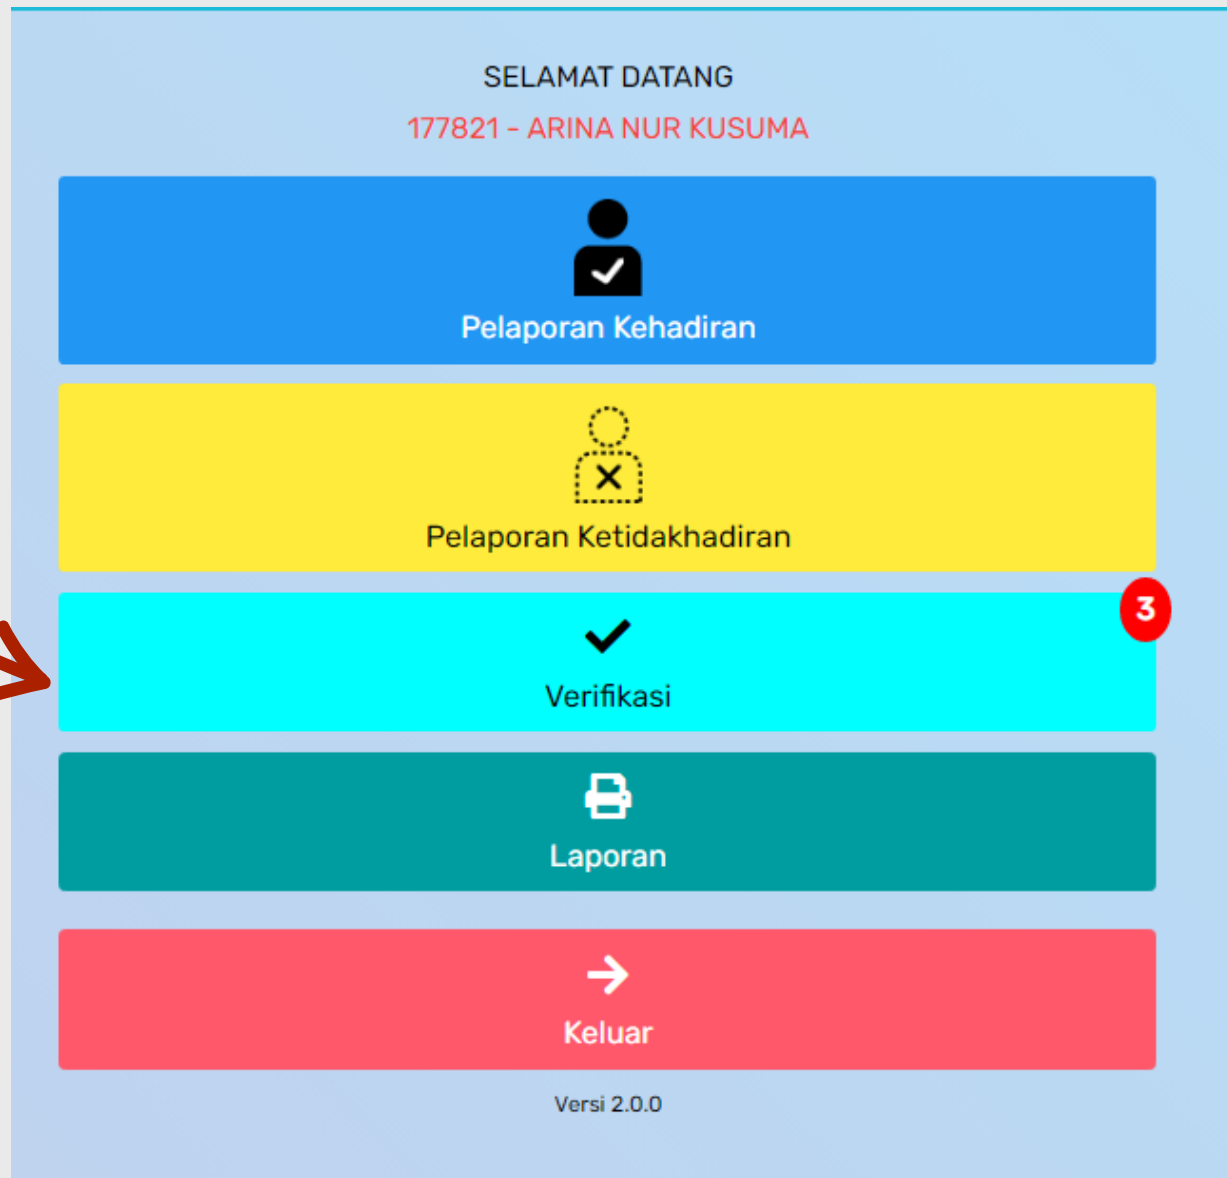 SELAMAT DATANG
177821 - ARINA NUR KUSUMA
Pelaporan Kehadiran
Pelaporan Ketidakhadiran
3
Verifikasi
Laporan
Keluar
Versi 2.0.0